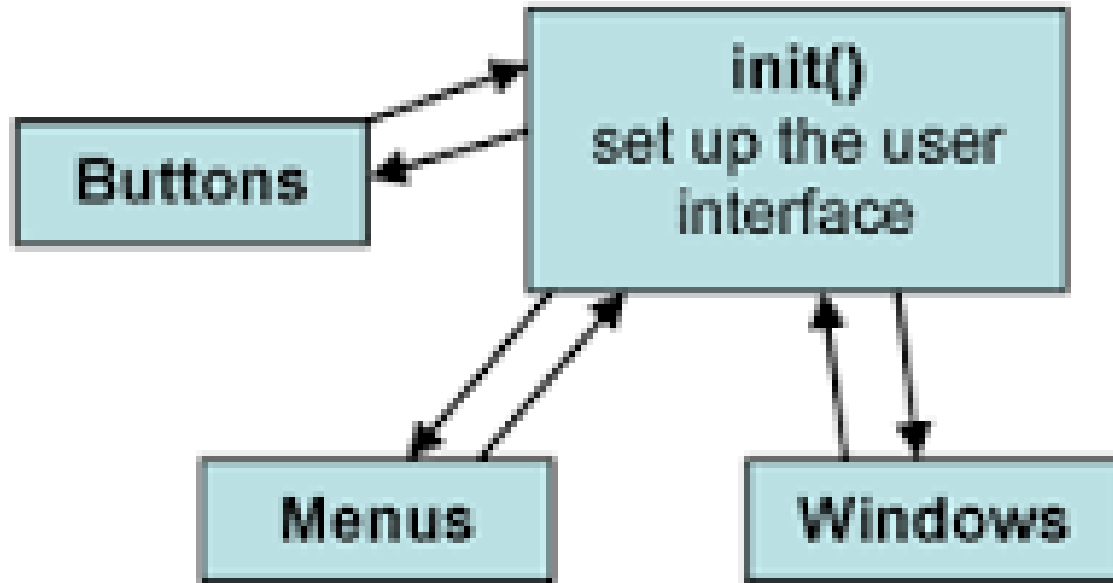 init()
set up the user
interface
Buttons
Menus
Windows